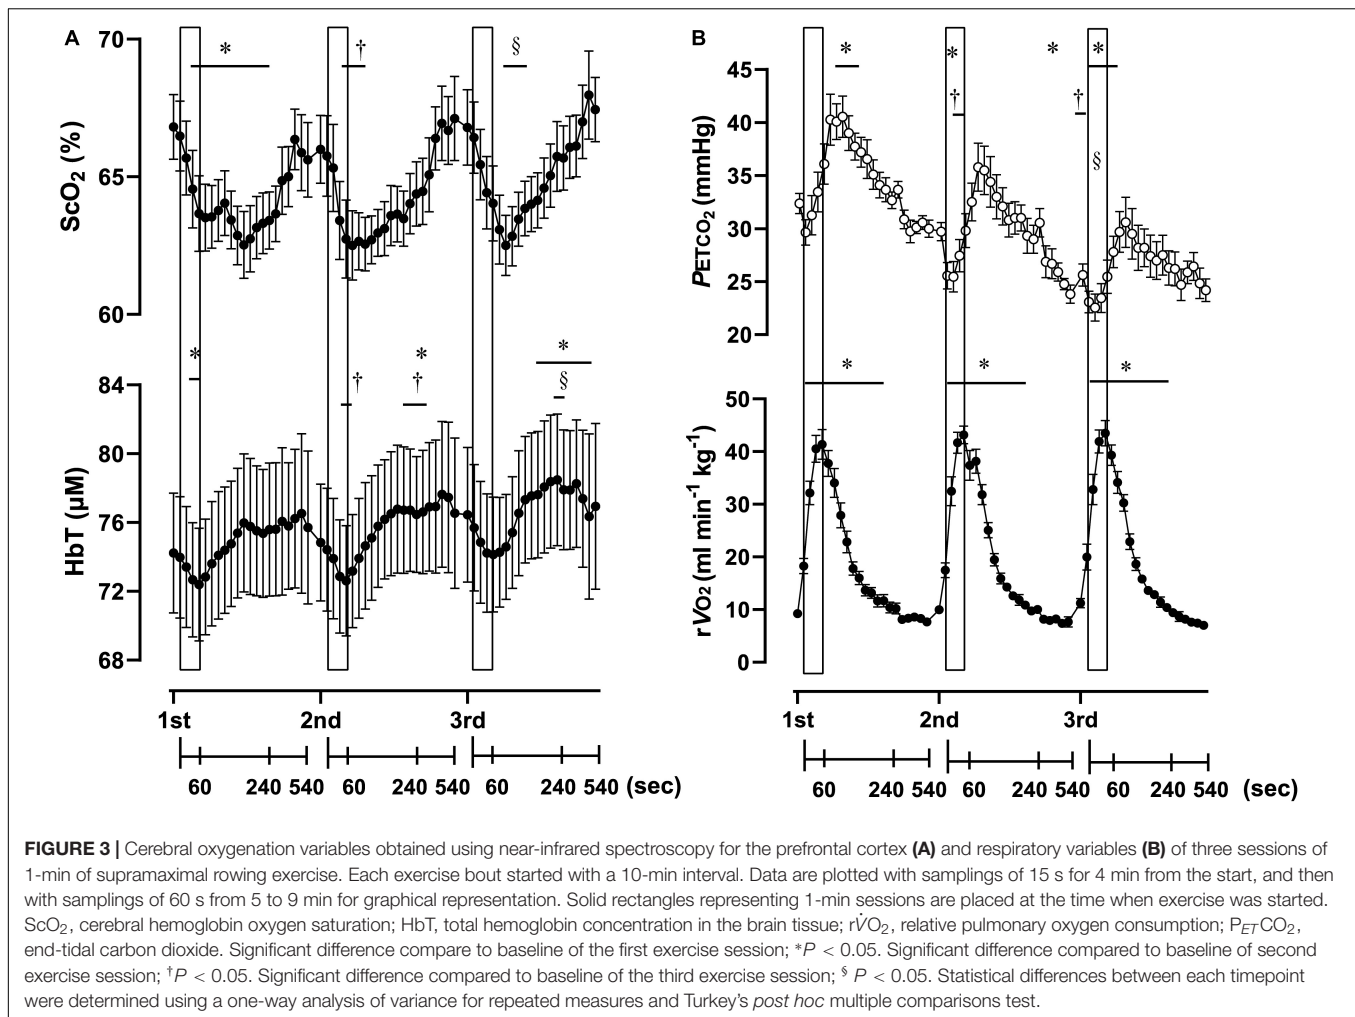 A
70
65
60
ScO2 (%)
* † §
84
80
76
72
68
HbT (µM)
* † * † * §
1st 2nd 3rd
60 240 540 60 240 540 60 240 540 (sec)
B
45
40
35
30
25
20
PETCO2 (mmHg)
* * † * † * §
50
40
30
20
10
0
rVO2 (ml min-1 kg-1)
* * *
1st 2nd 3rd
60 240 540 60 240 540 60 240 540 (sec)
FIGURE 3 | Cerebral oxygenation variables obtained using near-infrared spectroscopy for the prefrontal cortex (A) and respiratory variables (B) of three sessions of
1-min of supramaximal rowing exercise. Each exercise bout started with a 10-min interval. Data are plotted with samplings of 15 s for 4 min from the start, and then
with samplings of 60 s from 5 to 9 min for graphical representation. Solid rectangles representing 1-min sessions are placed at the time when exercise was started.
ScO2, cerebral hemoglobin oxygen saturation; HbT, total hemoglobin concentration in the brain tissue; rV̇O2, relative pulmonary oxygen consumption; PETCO2,
end-tidal carbon dioxide. Significant difference compare to baseline of the first exercise session; *P < 0.05. Significant difference compared to baseline of second
exercise session; †P < 0.05. Significant difference compared to baseline of the third exercise session; § P < 0.05. Statistical differences between each timepoint
were determined using a one-way analysis of variance for repeated measures and Turkey's post hoc multiple comparisons test.